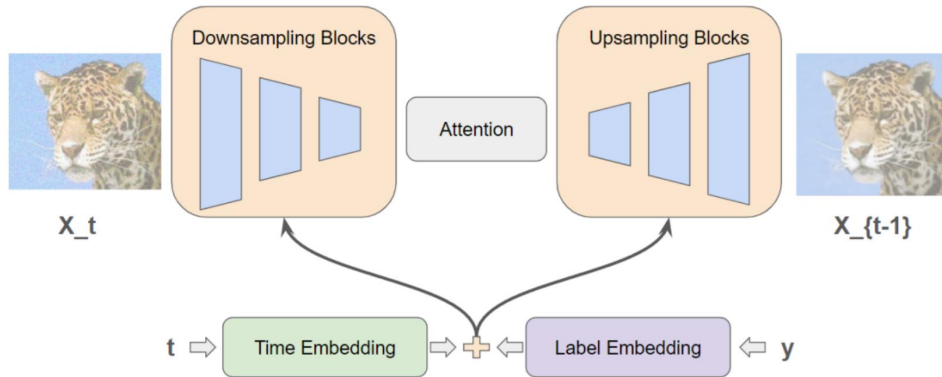 Downsampling Blocks
Upsampling Blocks
Attention
X_t
X_{t-1}
t
Time Embedding
Label Embedding
y